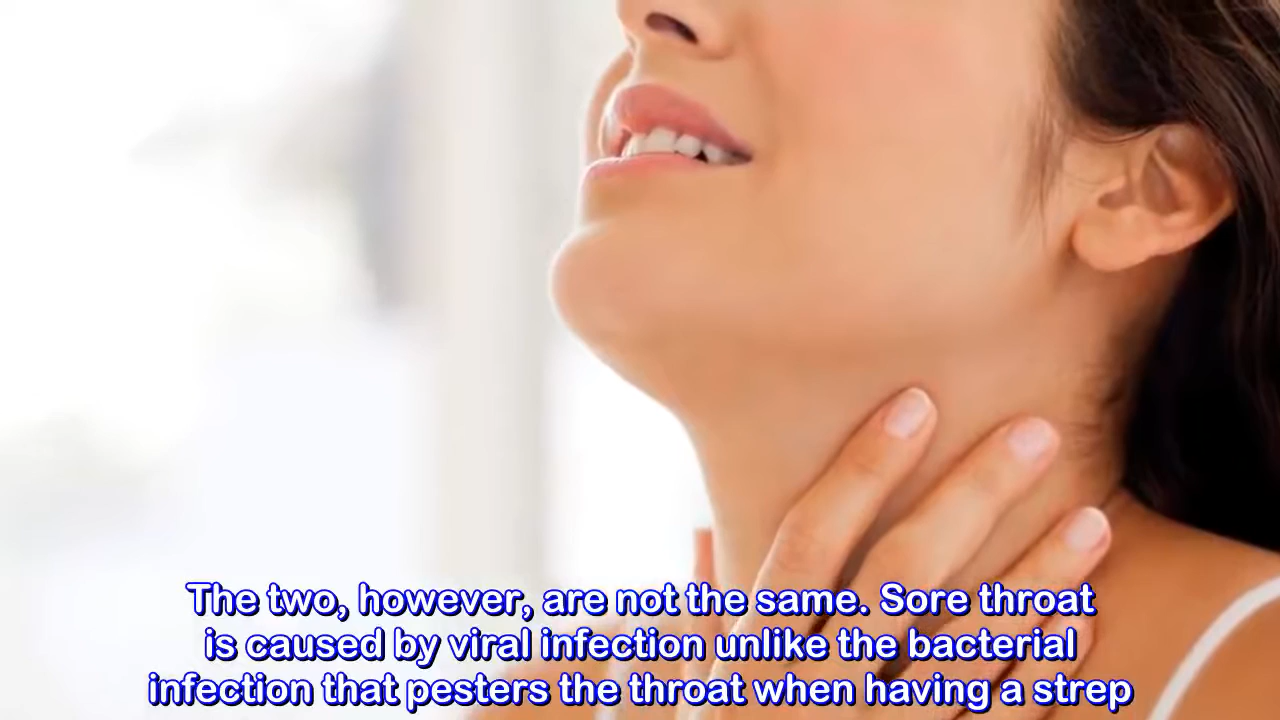 The two, however, are not the same. Sore throat
is caused by viral infection unlike the bacterial
infection that pesters the throat when having a strep